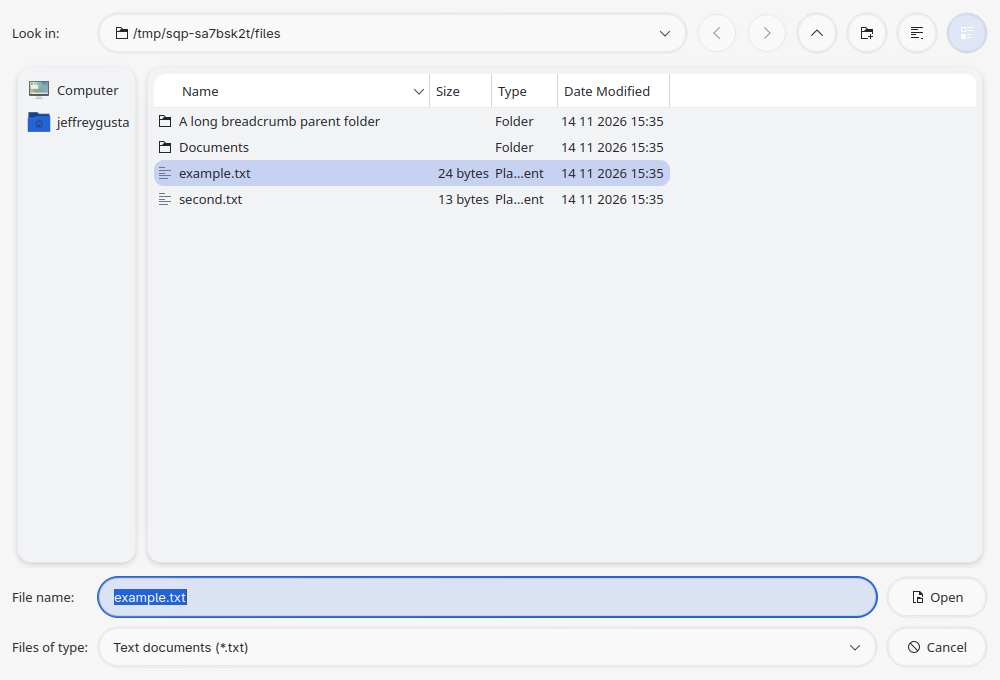 Look in: /tmp/sqp-sa7bsk2t/files
Computer
jeffreygusta
Name Size Type Date Modified
A long breadcrumb parent folder Folder 14 11 2026 15:35
Documents Folder 14 11 2026 15:35
example.txt 24 bytes Pla...ent 14 11 2026 15:35
second.txt 13 bytes Pla...ent 14 11 2026 15:35
File name: example.txt Open
Files of type: Text documents (*.txt) Cancel